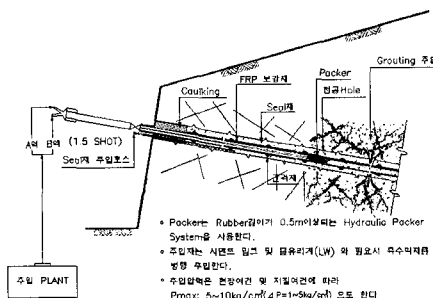 Grouting 주입
Packer
FRP 보강재
천공Hole
Caulking
Seal재
A액 B액 (1.5 SHOT)
Seal재 주입호스
주입 PLANT
∘ Packer는 Rubber길이가 0.5m이상되는 Hydraulic Packer
System을 사용한다.
∘ 주입재는 시멘트 밀크 및 물유리계(LW) 와 필요시 특수약제를
병행 주입한다.
∘ 주입압력은 현장여건 및 지질여건에 따라
Pmax: 5~10kg/cm²(⊿P=1~5kg/cm²) 으로 한다